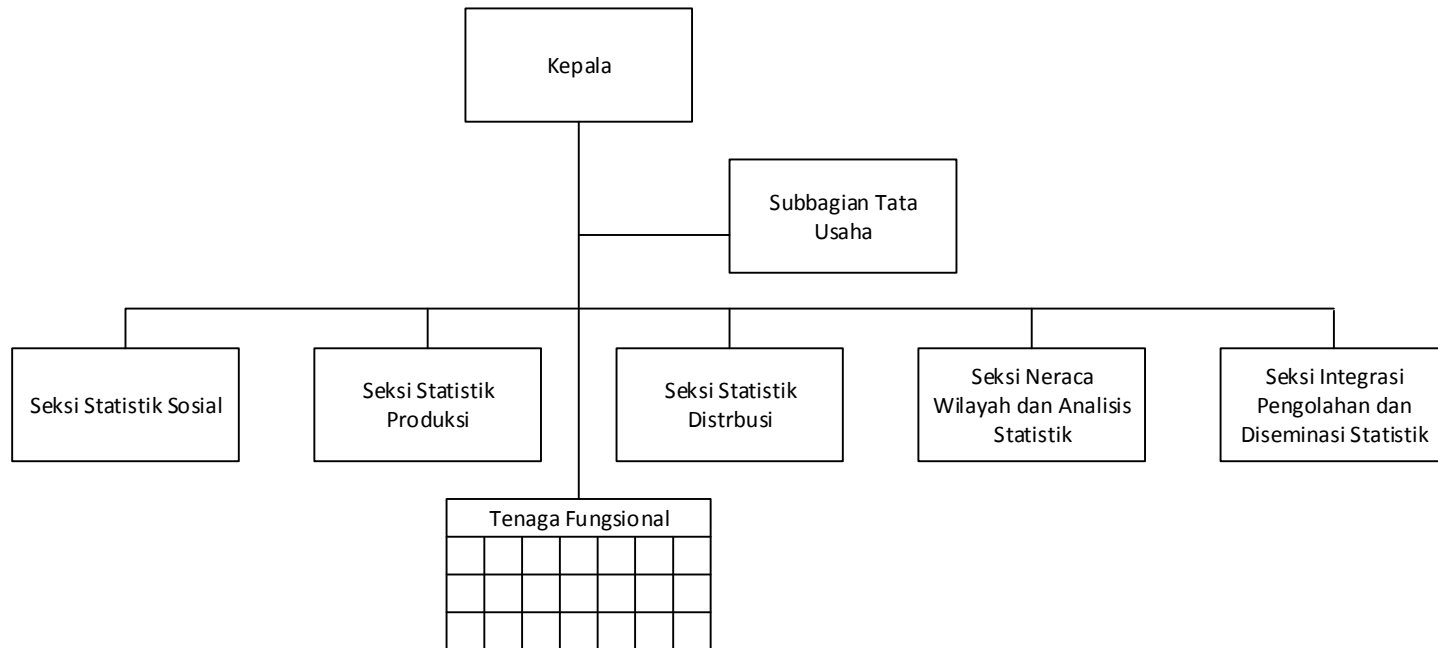 Kepala
Subbagian Tata
Usaha
Seksi Statistik Sosial
Seksi Statistik
Produksi
Seksi Statistik
Distrbusi
Seksi Neraca
Wilayah dan Analisis
Statistik
Seksi Integrasi
Pengolahan dan
Diseminasi Statistik
Tenaga Fungsional